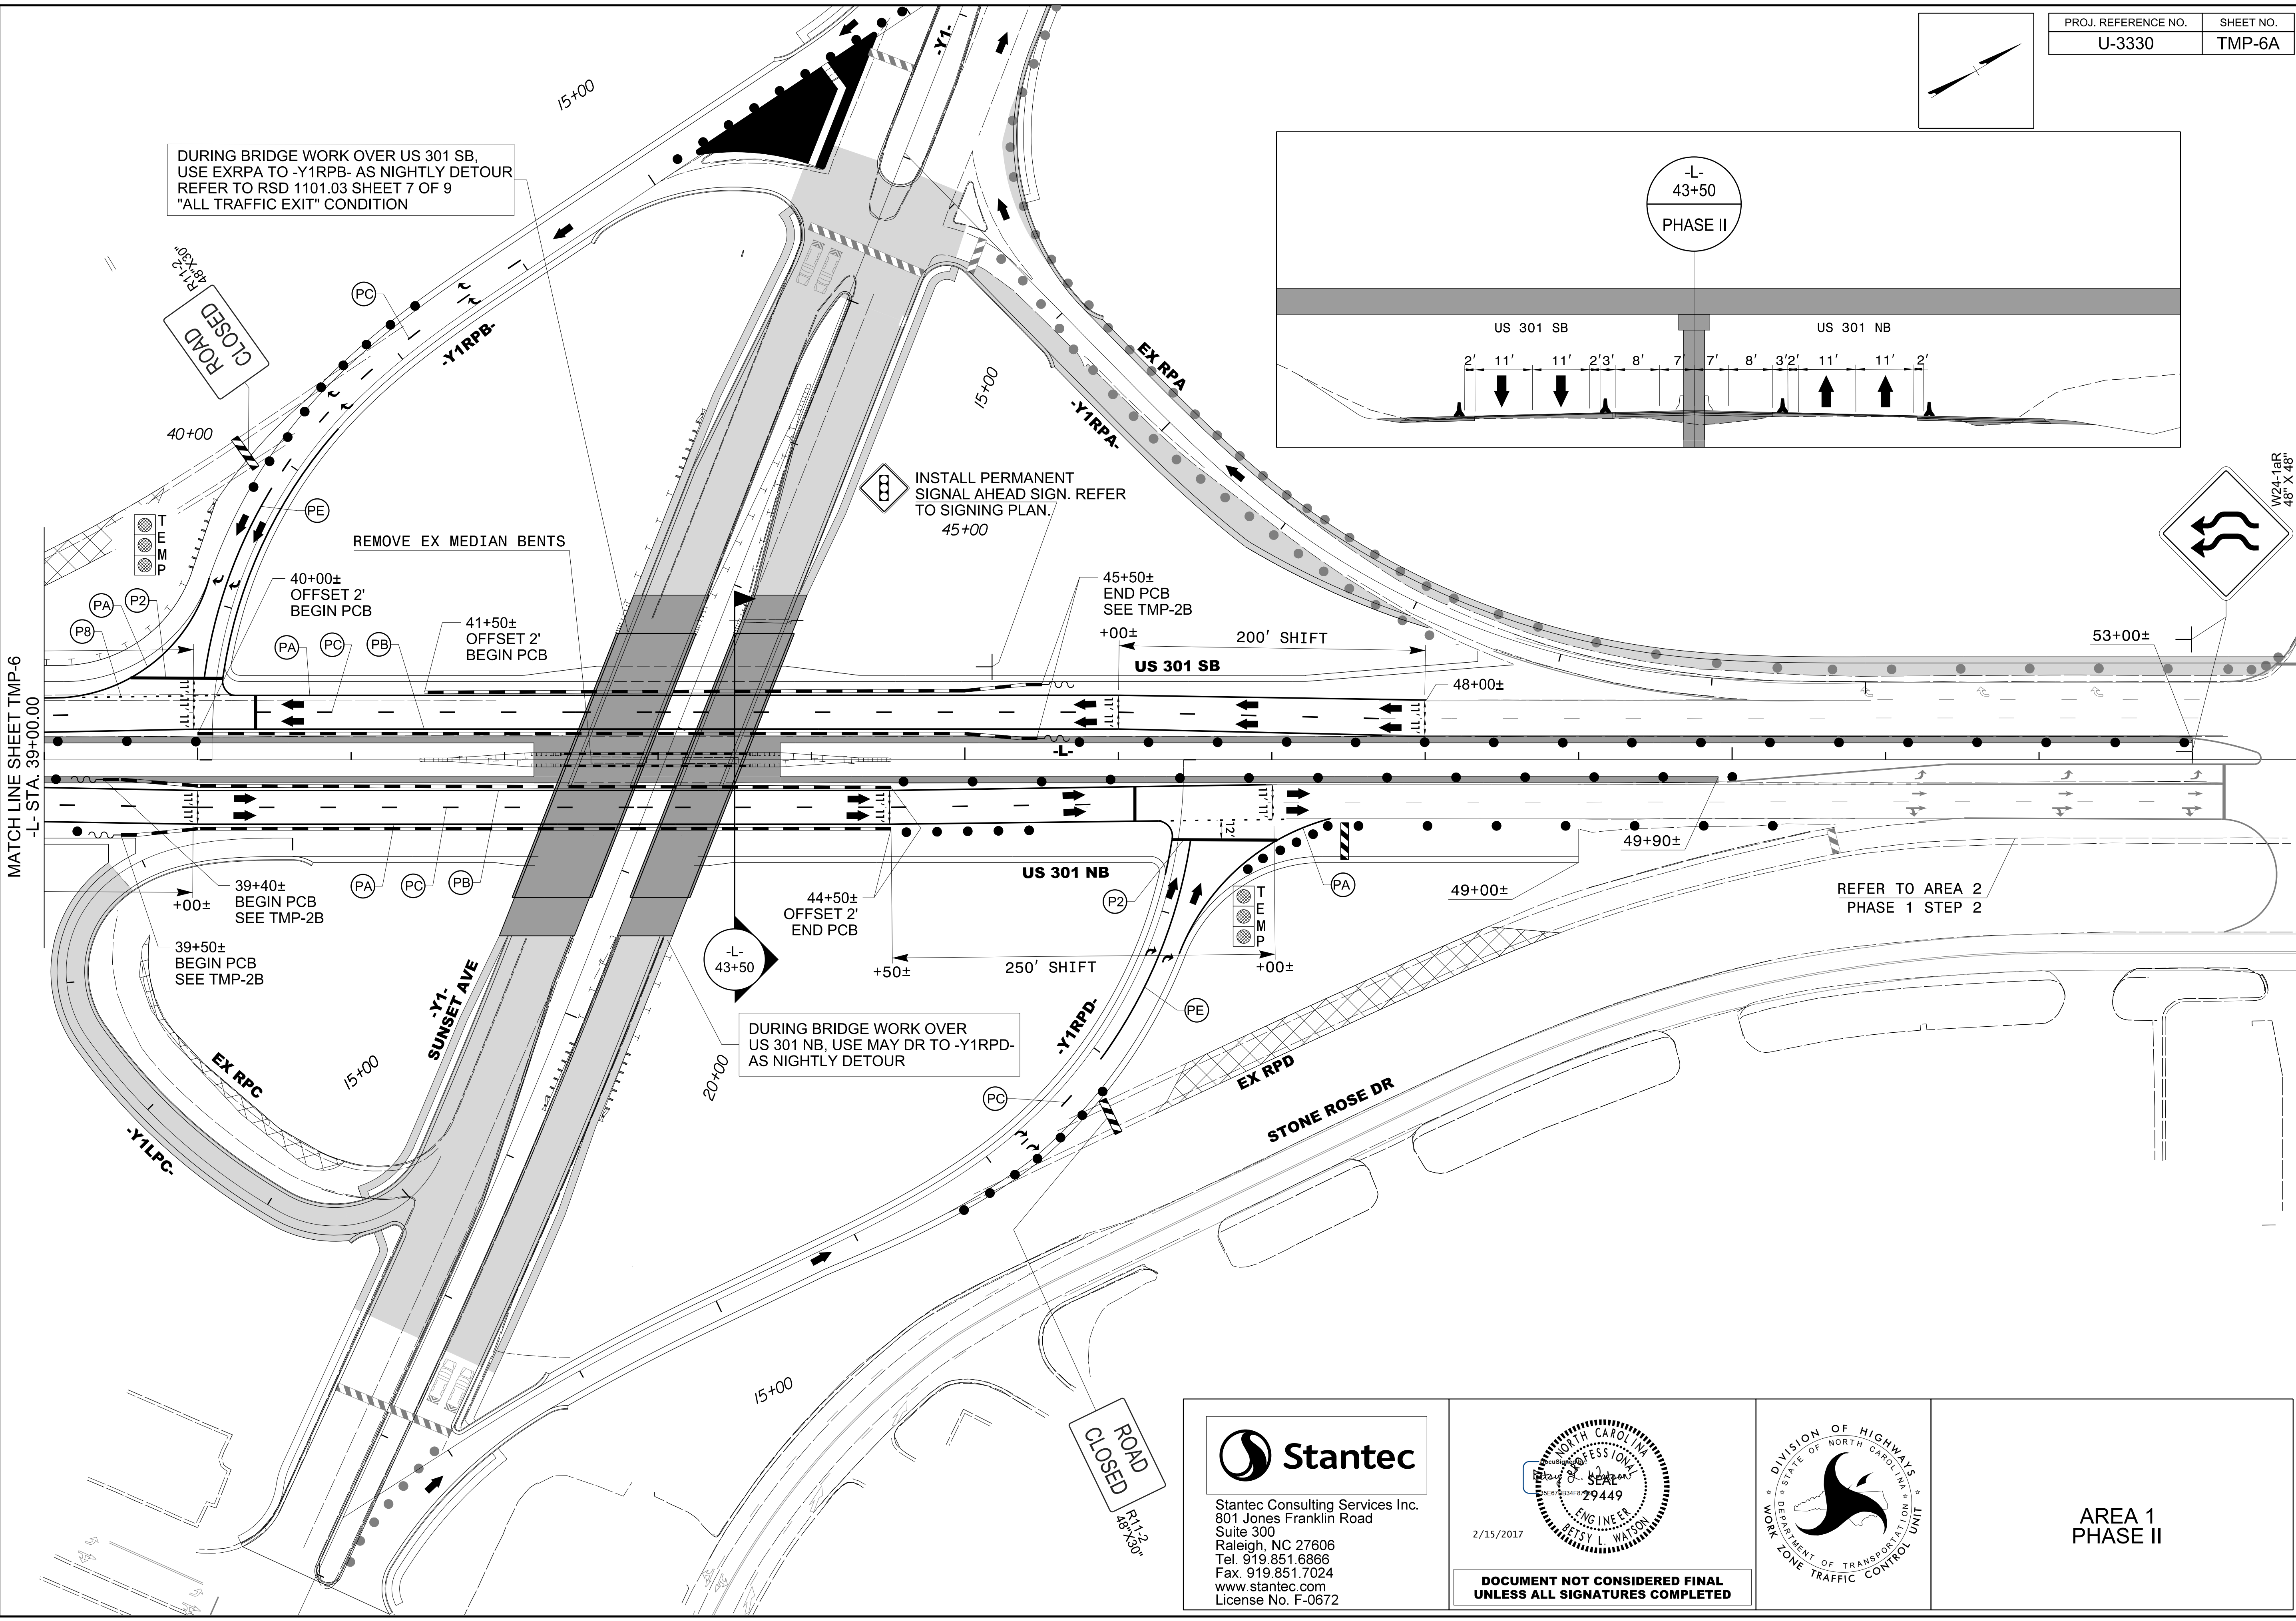 PROJ. REFERENCE NO.
SHEET NO.
U-3330
TMP-6A
-Y1-
15+00
DURING BRIDGE WORK OVER US 301 SB,
USE EXRPA TO -Y1RPB- AS NIGHTLY DETOUR
REFER TO RSD 1101.03 SHEET 7 OF 9
"ALL TRAFFIC EXIT" CONDITION
-L-
43+50
PHASE II
US 301 SB
US 301 NB
2' 11' 11' 2'3' 8' 7' 7' 8' 3'2' 11' 11' 2'
R11-2
48"X30"
ROAD
CLOSED
PC
-Y1RPB-
EX RPA
-Y1RPA-
15+00
40+00
INSTALL PERMANENT
SIGNAL AHEAD SIGN. REFER
TO SIGNING PLAN.
45+00
W24-1aR
48" X 48"
PE
TEMP
REMOVE EX MEDIAN BENTS
40+00±
OFFSET 2'
BEGIN PCB
PA
P2
P8
PA
PC
PB
41+50±
OFFSET 2'
BEGIN PCB
45+50±
END PCB
SEE TMP-2B
+00±
200' SHIFT
US 301 SB
53+00±
48+00±
MATCH LINE SHEET TMP-6
-L- STA. 39+00.00
11' 11'
11' 11'
11' 11'
-L-
11' 11'
11' 11'
11' 11'
12'
39+40±
BEGIN PCB
SEE TMP-2B
+00±
39+50±
BEGIN PCB
SEE TMP-2B
PA
PC
PB
44+50±
OFFSET 2'
END PCB
US 301 NB
P2
PA
49+90±
49+00±
REFER TO AREA 2
PHASE 1 STEP 2
TEMP
-L-
43+50
+50±
250' SHIFT
+00±
-Y1-
SUNSET AVE
DURING BRIDGE WORK OVER
US 301 NB, USE MAY DR TO -Y1RPD-
AS NIGHTLY DETOUR
-Y1RPD-
PE
EX RPC
15+00
20+00
EX RPD
PC
STONE ROSE DR
-Y1LPC-
15+00
ROAD
CLOSED
R11-2
48"X30"
Stantec
Stantec Consulting Services Inc.
801 Jones Franklin Road
Suite 300
Raleigh, NC 27606
Tel. 919.851.6866
Fax. 919.851.7024
www.stantec.com
License No. F-0672
NORTH CAROLINA
PROFESSIONAL
SEAL
29449
ENGINEER
BETSY L. WATSON
2/15/2017
DOCUMENT NOT CONSIDERED FINAL
UNLESS ALL SIGNATURES COMPLETED
DIVISION OF HIGHWAYS
STATE OF NORTH CAROLINA
DEPARTMENT OF TRANSPORTATION
WORK ZONE TRAFFIC CONTROL UNIT
AREA 1
PHASE II